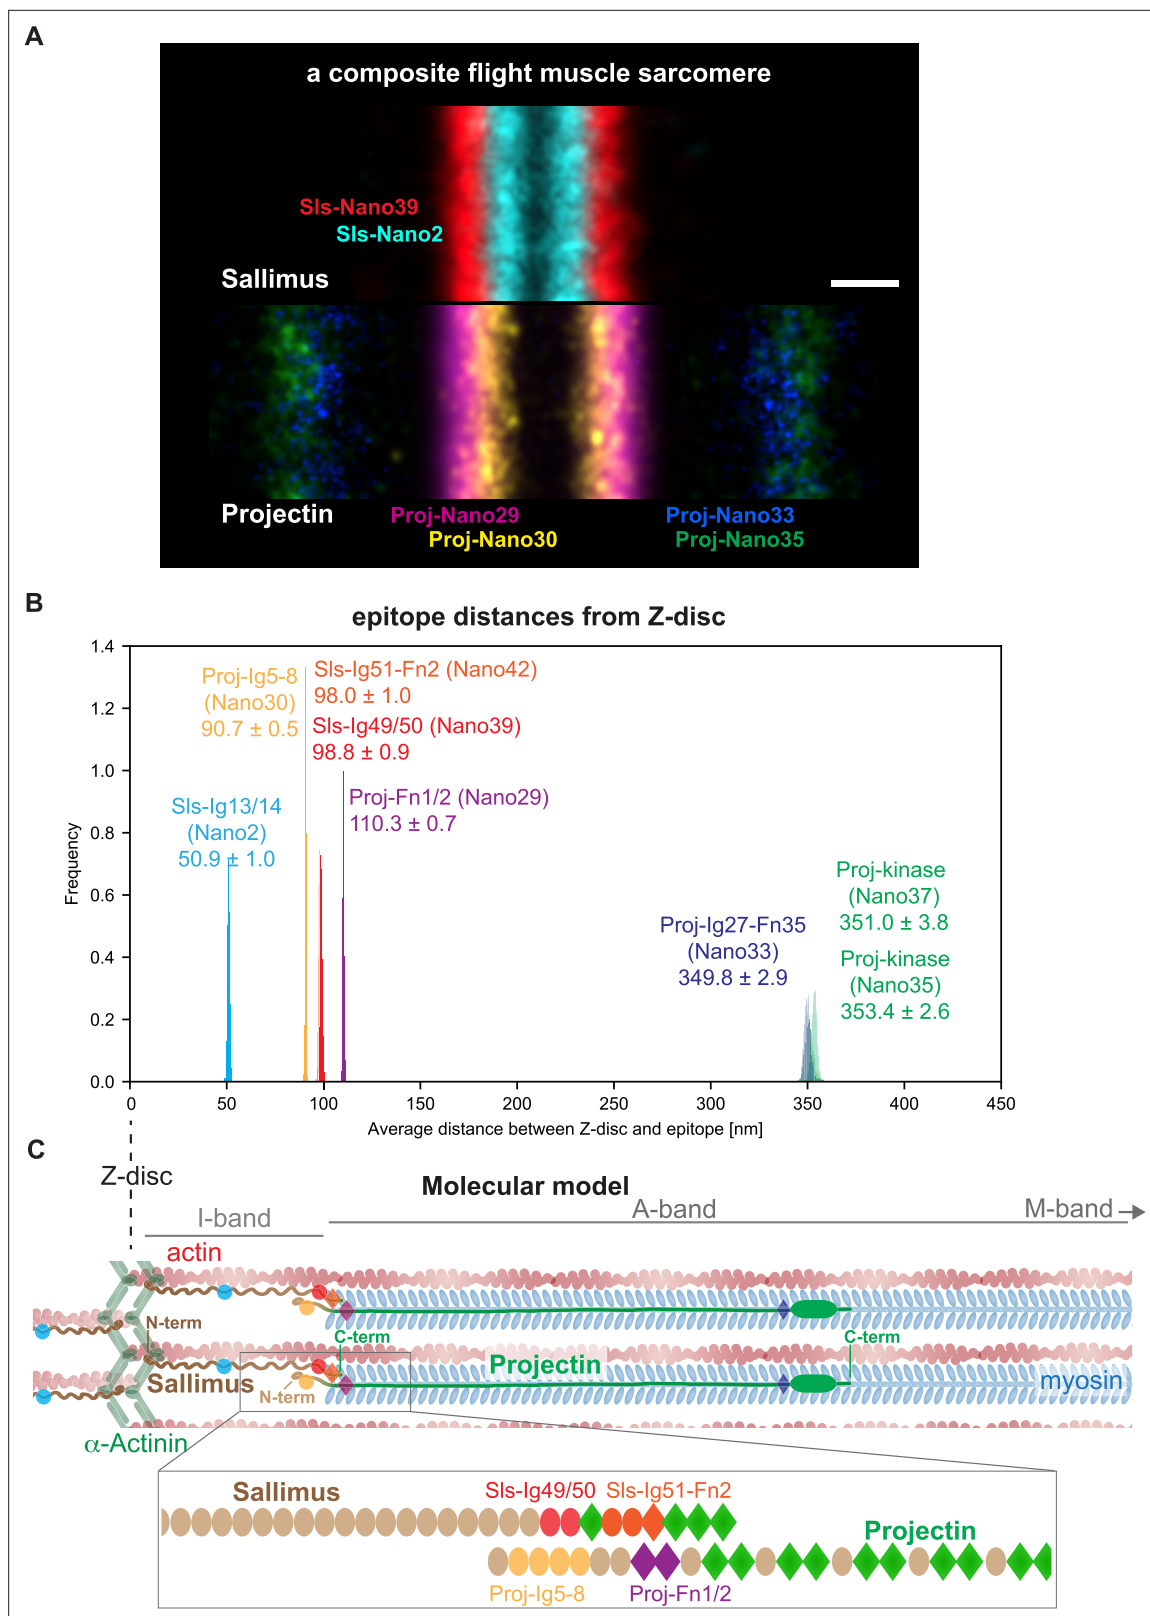 A
a composite flight muscle sarcomere
Sls-Nano39
Sls-Nano2
Sallimus
Projectin
Proj-Nano29
Proj-Nano30
Proj-Nano33
Proj-Nano35
B
epitope distances from Z-disc
Frequency
1.4
1.2
1.0
0.8
0.6
0.4
0.2
0.0
Proj-Ig5-8
(Nano30)
90.7 ± 0.5
Sls-Ig51-Fn2 (Nano42)
98.0 ± 1.0
Sls-Ig49/50 (Nano39)
98.8 ± 0.9
Sls-Ig13/14
(Nano2)
50.9 ± 1.0
Proj-Fn1/2 (Nano29)
110.3 ± 0.7
Proj-Ig27-Fn35
(Nano33)
349.8 ± 2.9
Proj-kinase
(Nano37)
351.0 ± 3.8
Proj-kinase
(Nano35)
353.4 ± 2.6
0 50 100 150 200 250 300 350 400 450
Average distance between Z-disc and epitope [nm]
C
Z-disc
Molecular model
I-band
A-band
M-band
actin
N-term
C-term
C-term
Sallimus
N-term
Projectin
myosin
α-Actinin
Sallimus
Sls-Ig49/50
Sls-Ig51-Fn2
Projectin
Proj-Ig5-8
Proj-Fn1/2